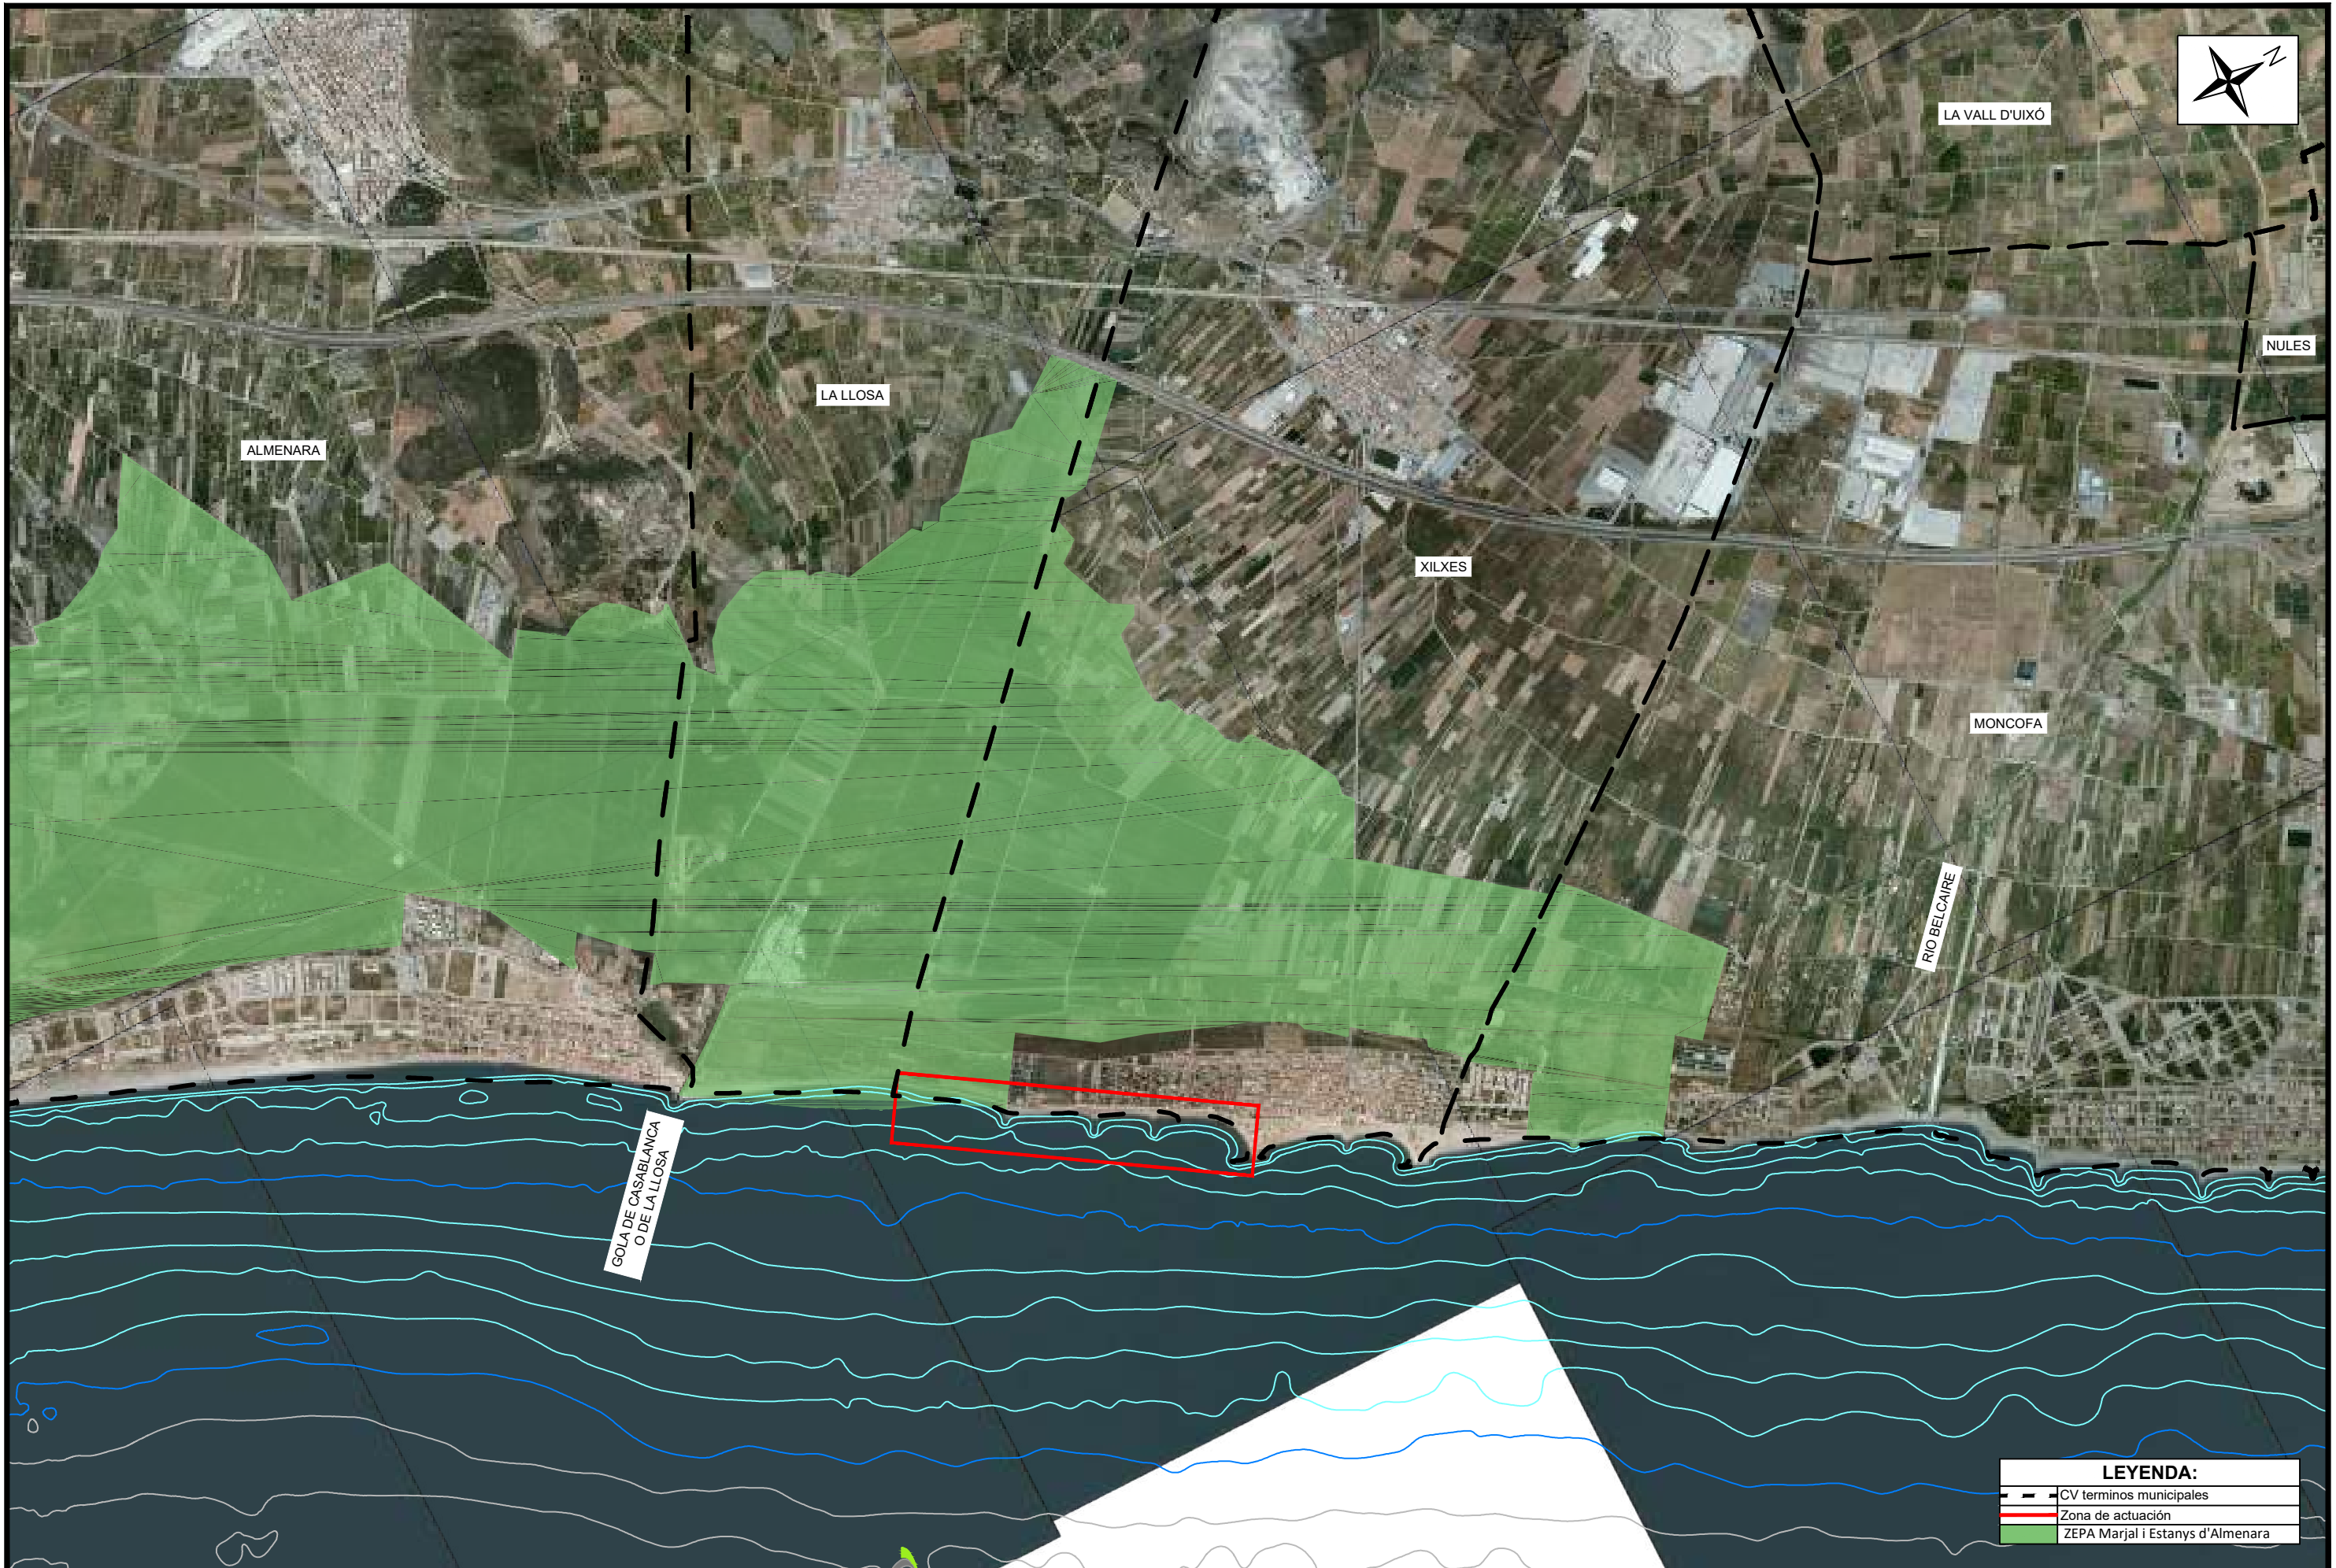 N
LA VALL D'UIXÓ
NULES
LA LLOSA
ALMENARA
XILXES
MONCOFA
RIO BELCAIRE
GOLA DE CASABLANCA
O DE LA LLOSA
LEYENDA:
CV terminos municipales
Zona de actuación
ZEPA Marjal i Estanys d'Almenara